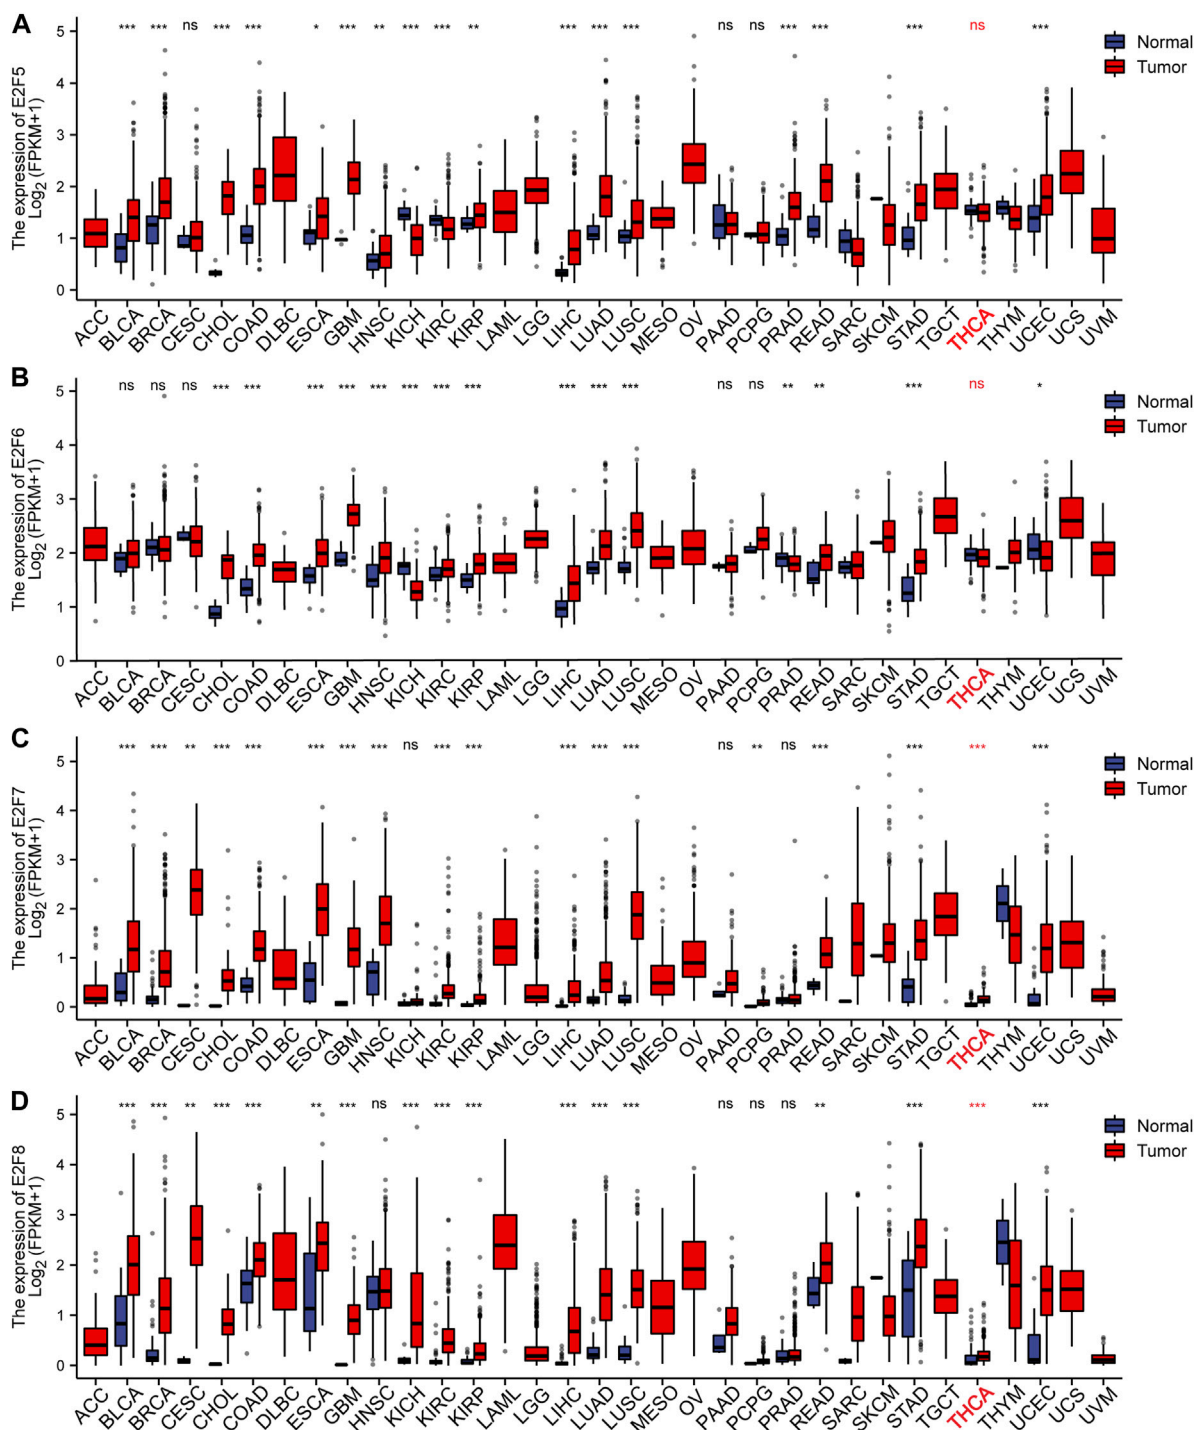 A
*** *** ns *** *** * *** ** *** *** ** *** *** *** ns ns *** *** *** ns ***
5
4
3
2
1
0
The expression of E2F5
Log2 (FPKM+1)
Normal
Tumor
ACC BLCA BRCA CESC CHOL COAD DLBC ESCA GBM HNSC KICH KIRC KIRP LAML LGG LIHC LUAD LUSC MESO OV PAAD PCPG PRAD READ SARC SKCM STAD TGCT THCA THYM UCEC UCS UVM
B
ns ns ns *** *** *** *** *** *** *** *** *** *** *** ns ns ** ** *** ns *
5
4
3
2
1
0
The expression of E2F6
Log2 (FPKM+1)
Normal
Tumor
ACC BLCA BRCA CESC CHOL COAD DLBC ESCA GBM HNSC KICH KIRC KIRP LAML LGG LIHC LUAD LUSC MESO OV PAAD PCPG PRAD READ SARC SKCM STAD TGCT THCA THYM UCEC UCS UVM
C
*** *** ** *** *** *** *** *** ns *** *** *** *** *** ns ** ns *** *** *** ***
5
4
3
2
1
0
The expression of E2F7
Log2 (FPKM+1)
Normal
Tumor
ACC BLCA BRCA CESC CHOL COAD DLBC ESCA GBM HNSC KICH KIRC KIRP LAML LGG LIHC LUAD LUSC MESO OV PAAD PCPG PRAD READ SARC SKCM STAD TGCT THCA THYM UCEC UCS UVM
D
*** *** ** *** *** ** *** ns *** *** *** *** *** *** ns ns ns ** *** *** ***
5
4
3
2
1
0
The expression of E2F8
Log2 (FPKM+1)
Normal
Tumor
ACC BLCA BRCA CESC CHOL COAD DLBC ESCA GBM HNSC KICH KIRC KIRP LAML LGG LIHC LUAD LUSC MESO OV PAAD PCPG PRAD READ SARC SKCM STAD TGCT THCA THYM UCEC UCS UVM